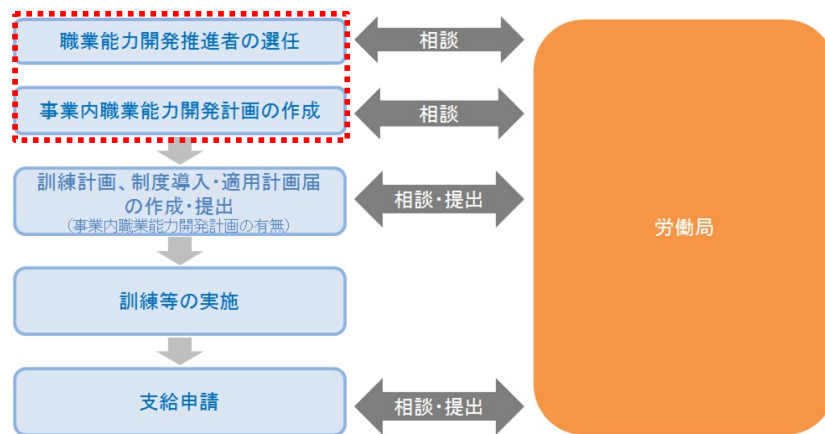 職業能力開発推進者の選任
相談
事業内職業能力開発計画の作成
相談
訓練計画、制度導入・適用計画届
の作成・提出
(事業内職業能力開発計画の有無)
相談・提出
労働局
訓練等の実施
支給申請
相談・提出